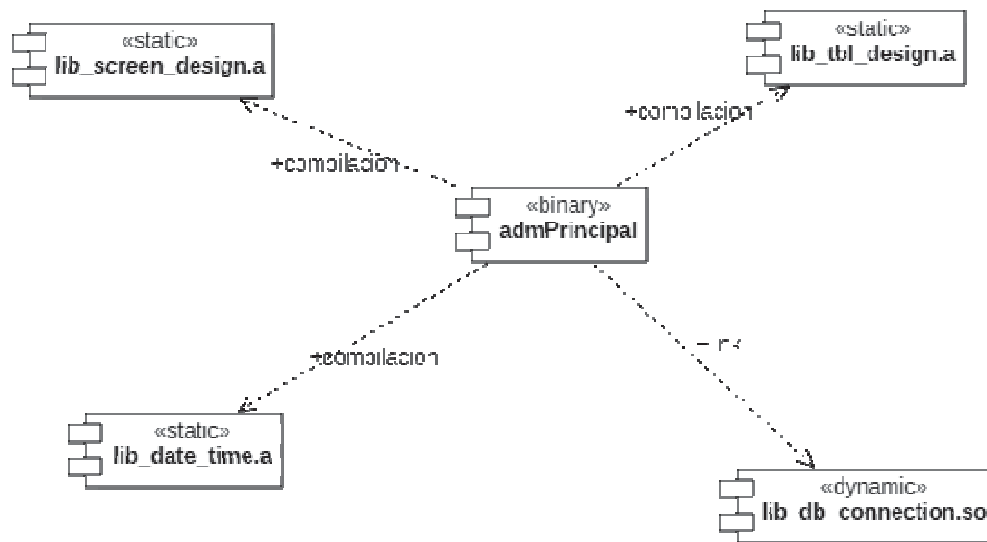 «static»
lib_screen_design.a
«static»
lib_tbl_design.a
+compilacion
+compilacion
«binary»
admPrincipal
+compilacion
«static»
lib_date_time.a
«dynamic»
lib_db_connection.so